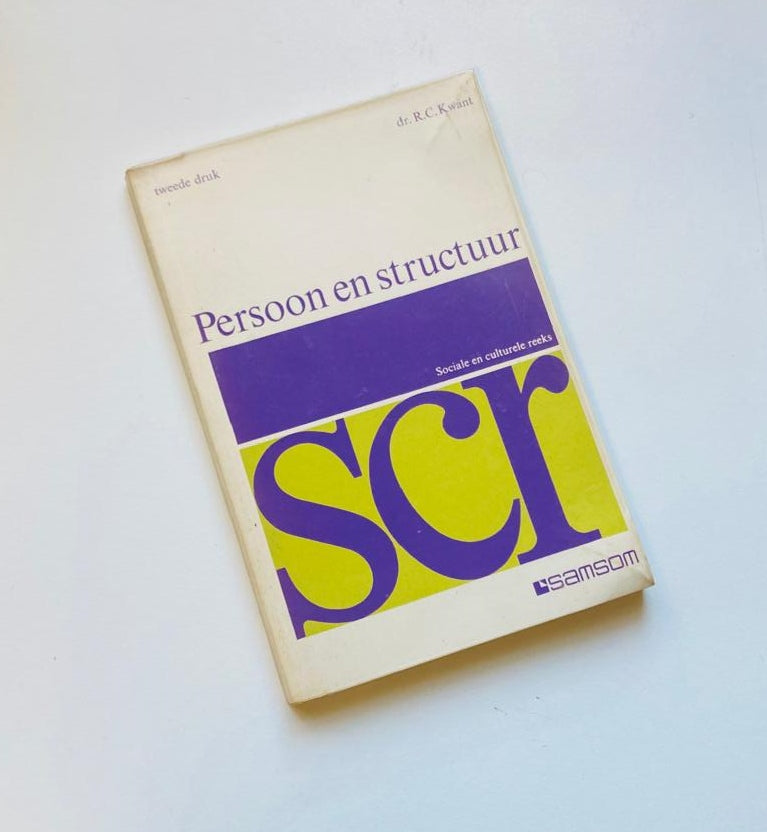 dr. R.C. Kwant
tweede druk
Persoon en structuur
Sociale en culturele reeks
scr
samsom